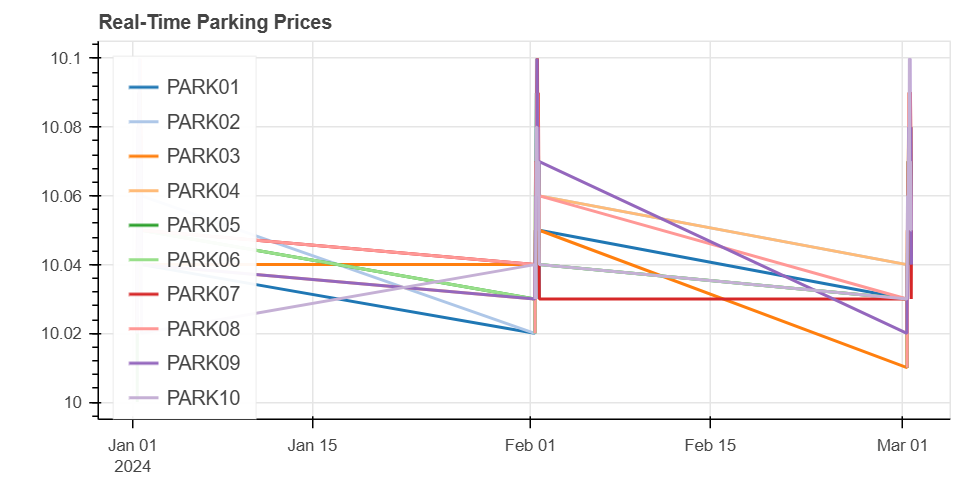 Real-Time Parking Prices
10.1
10.08
10.06
10.04
10.02
10
PARK01
PARK02
PARK03
PARK04
PARK05
PARK06
PARK07
PARK08
PARK09
PARK10
Jan 01 Jan 15 Feb 01 Feb 15 Mar 01
2024